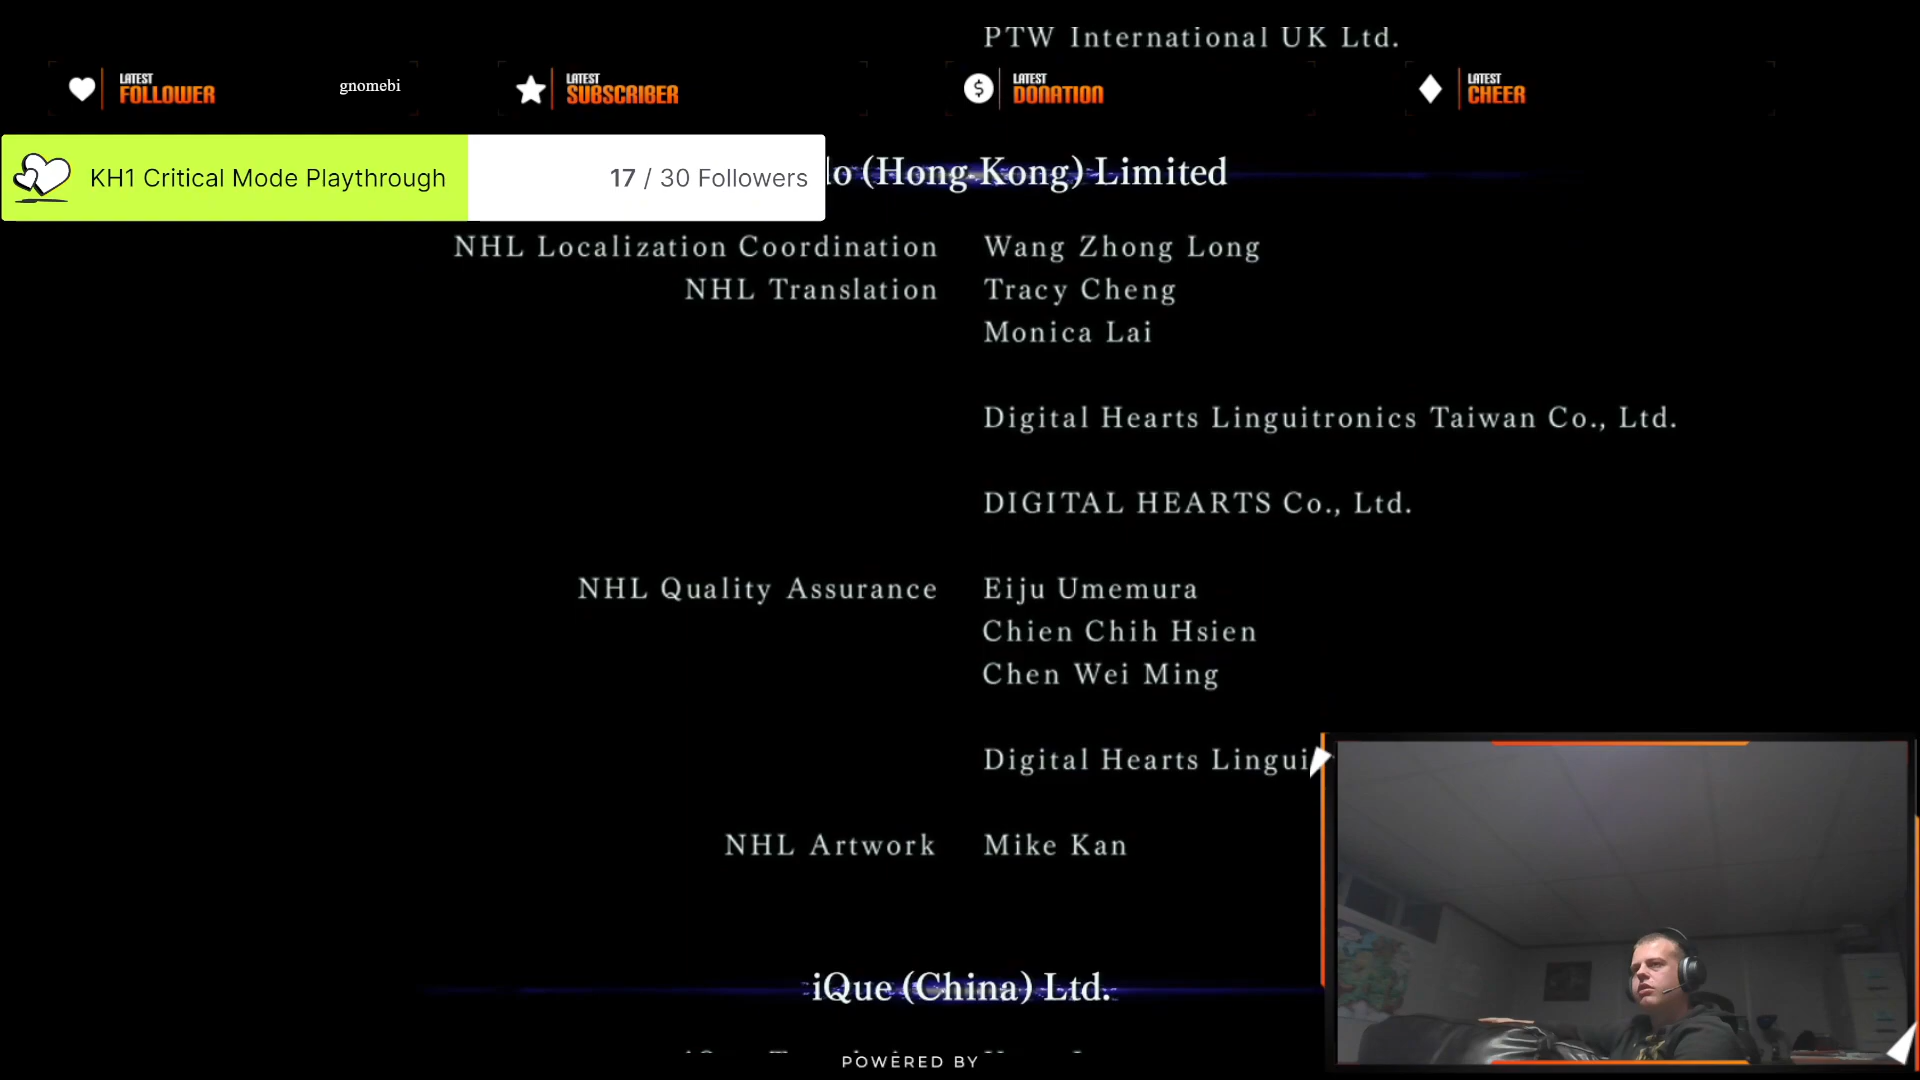 PTW International UK Ltd.
LATEST FOLLOWER
gnomebi
LATEST SUBSCRIBER
LATEST DONATION
LATEST CHEER
KH1 Critical Mode Playthrough
17 / 30 Followers
(Hong Kong) Limited
NHL Localization Coordination Wang Zhong Long
NHL Translation Tracy Cheng
Monica Lai
Digital Hearts Linguitronics Taiwan Co., Ltd.
DIGITAL HEARTS Co., Ltd.
NHL Quality Assurance Eiju Umemura
Chien Chih Hsien
Chen Wei Ming
Digital Hearts Lingui
NHL Artwork Mike Kan
iQue (China) Ltd.
POWERED BY